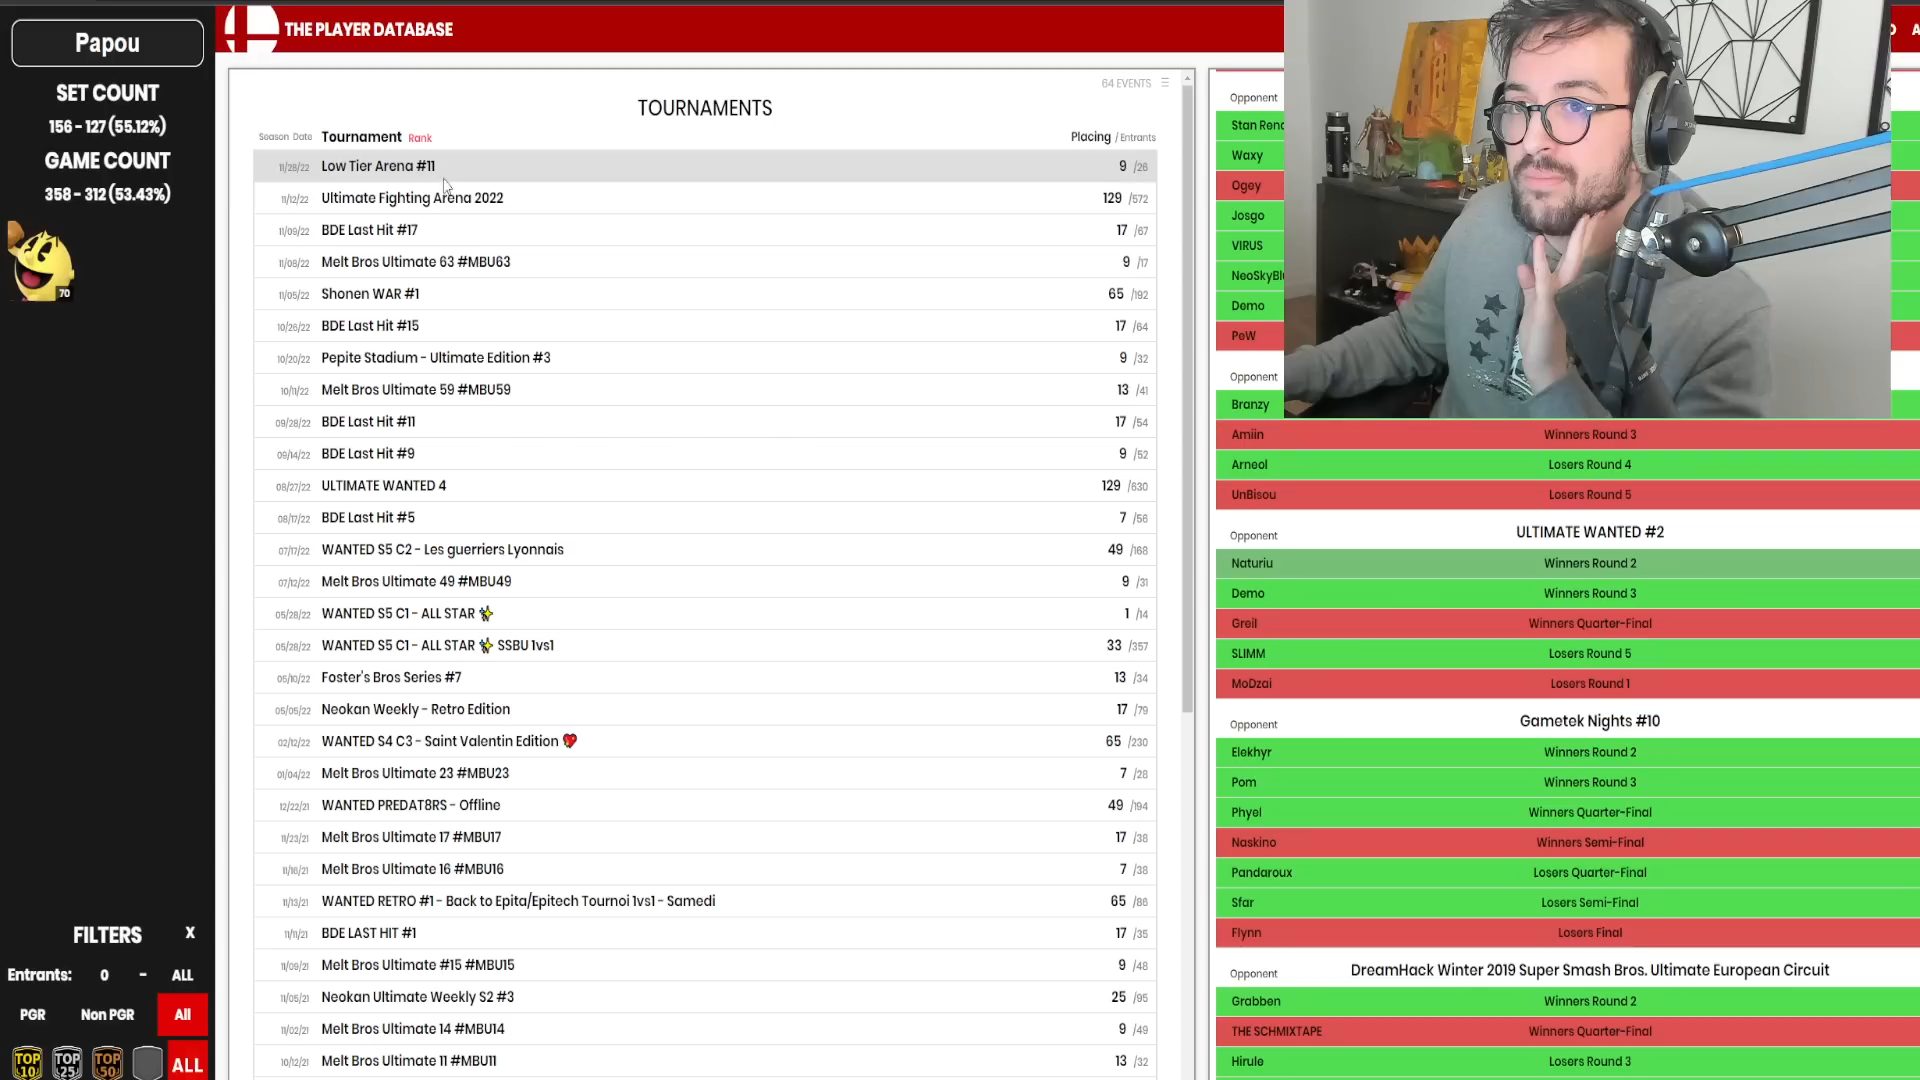 Papou
SET COUNT
156 - 127 (55.12%)
GAME COUNT
358 - 312 (53.43%)
70
FILTERS X
Entrants: 0 - ALL
PGR Non PGR All
TOP 10 TOP 25 TOP 50 ALL
THE PLAYER DATABASE
64 EVENTS
TOURNAMENTS
Season Date Tournament Rank Placing / Entrants
11/28/22 Low Tier Arena #11 9 /26
11/12/22 Ultimate Fighting Arena 2022 129 /572
11/09/22 BDE Last Hit #17 17 /67
11/08/22 Melt Bros Ultimate 63 #MBU63 9 /17
11/05/22 Shonen WAR #1 65 /192
10/26/22 BDE Last Hit #15 17 /64
10/20/22 Pepite Stadium - Ultimate Edition #3 9 /32
10/11/22 Melt Bros Ultimate 59 #MBU59 13 /41
09/28/22 BDE Last Hit #11 17 /54
09/14/22 BDE Last Hit #9 9 /52
08/27/22 ULTIMATE WANTED 4 129 /630
08/17/22 BDE Last Hit #5 7 /56
07/17/22 WANTED S5 C2 - Les guerriers Lyonnais 49 /168
07/12/22 Melt Bros Ultimate 49 #MBU49 9 /31
05/28/22 WANTED S5 C1 - ALL STAR ✨ 1 /14
05/28/22 WANTED S5 C1 - ALL STAR ✨ SSBU 1vs1 33 /357
05/10/22 Foster's Bros Series #7 13 /34
05/05/22 Neokan Weekly - Retro Edition 17 /79
02/12/22 WANTED S4 C3 - Saint Valentin Edition 💖 65 /230
01/04/22 Melt Bros Ultimate 23 #MBU23 7 /28
12/22/21 WANTED PREDAT8RS - Offline 49 /194
11/23/21 Melt Bros Ultimate 17 #MBU17 17 /38
11/16/21 Melt Bros Ultimate 16 #MBU16 7 /38
11/13/21 WANTED RETRO #1 - Back to Epita/Epitech Tournoi 1vs1 - Samedi 65 /86
11/11/21 BDE LAST HIT #1 17 /35
11/09/21 Melt Bros Ultimate #15 #MBU15 9 /48
11/05/21 Neokan Ultimate Weekly S2 #3 25 /95
11/02/21 Melt Bros Ultimate 14 #MBU14 9 /49
10/12/21 Melt Bros Ultimate 11 #MBU11 13 /32
Opponent
Stan
Waxy
Ogey
Josgo
VIRUS
Demo
PeW
Opponent
Branzy
Amiin Winners Round 3
Arneol Losers Round 4
UnBisou Losers Round 5
Opponent ULTIMATE WANTED #2
Naturiu Winners Round 2
Demo Winners Round 3
Greil Winners Quarter-Final
SLIMM Losers Round 5
MoDzai Losers Round 1
Opponent Gametek Nights #10
Elekhyr Winners Round 2
Pom Winners Round 3
Phyel Winners Quarter-Final
Naskino Winners Semi-Final
Pandaroux Losers Quarter-Final
Sfar Losers Semi-Final
Flynn Losers Final
Opponent DreamHack Winter 2019 Super Smash Bros. Ultimate European Circuit
Grabben Winners Round 2
THE SCHMIXTAPE Winners Quarter-Final
Hirule Losers Round 3